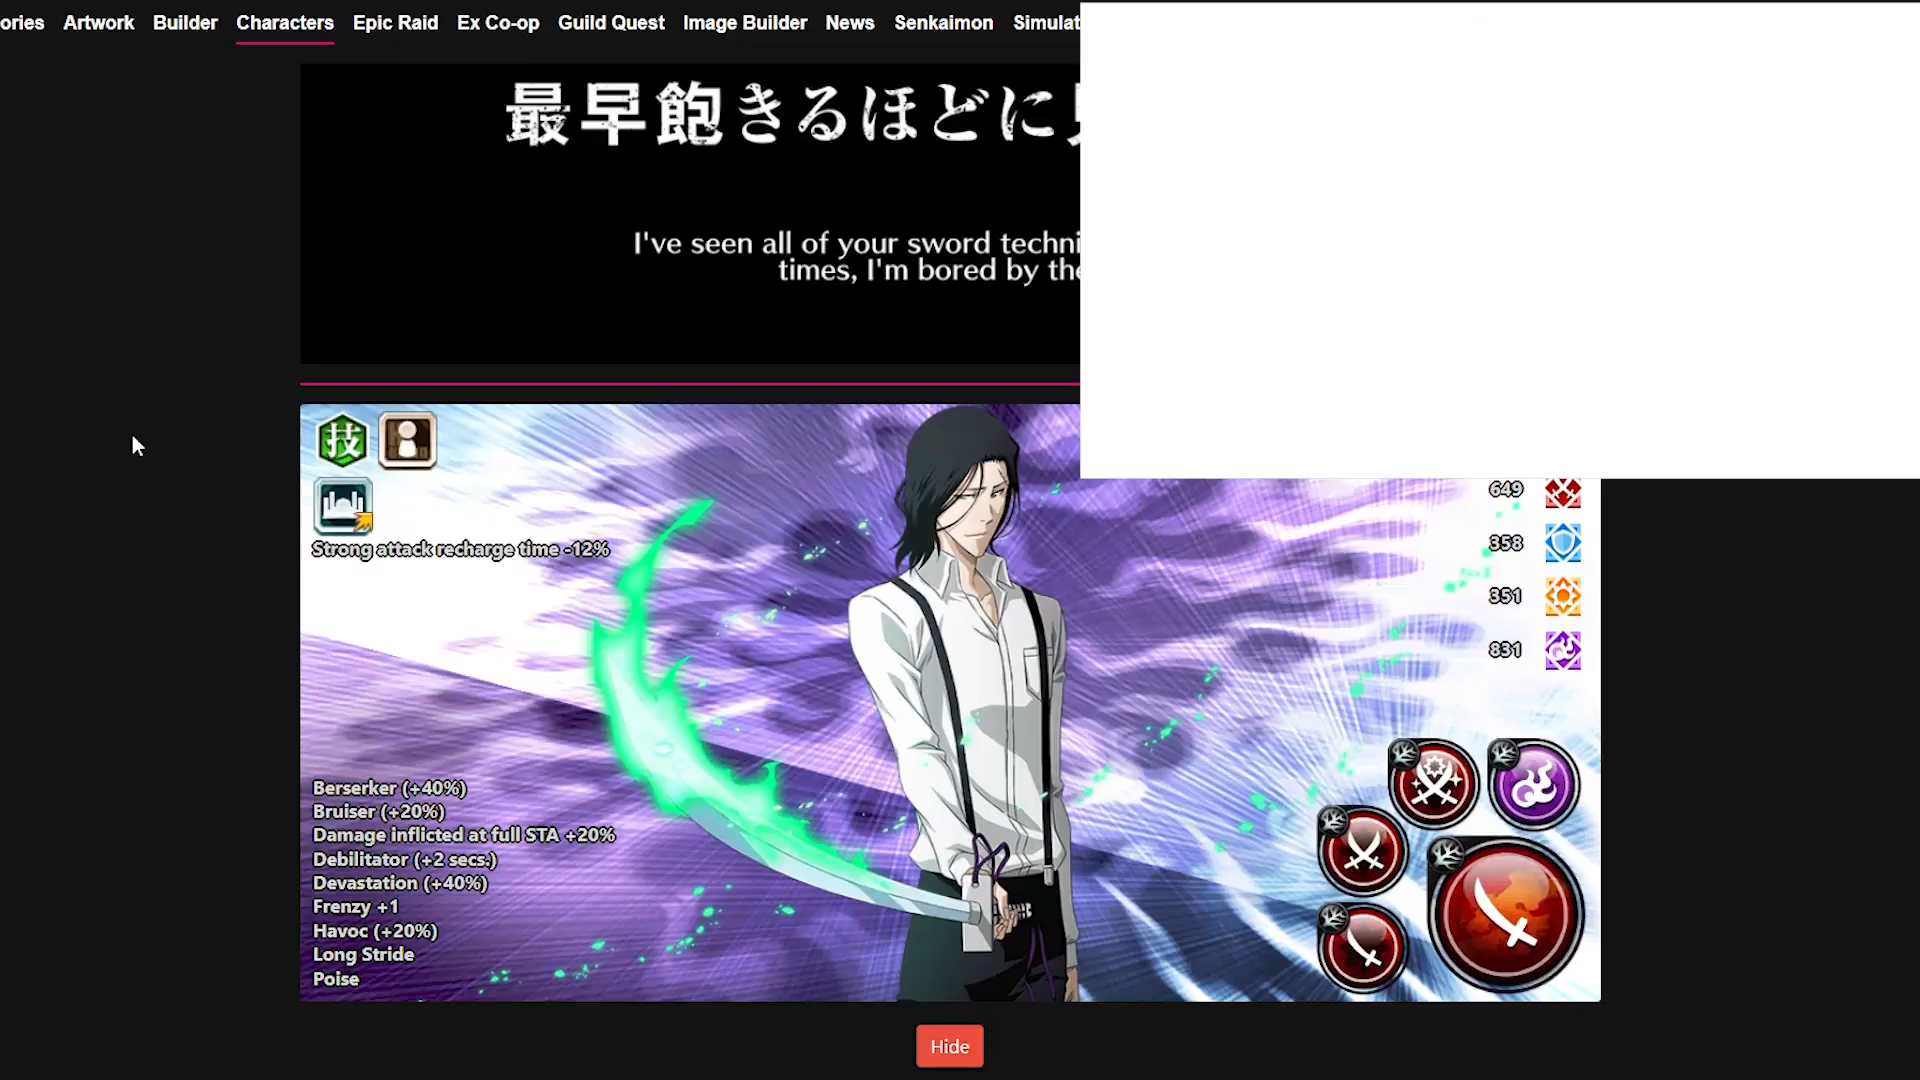 ories Artwork Builder Characters Epic Raid Ex Co-op Guild Quest Image Builder News Senkaimon Simulat
最早飽きるほどに
I've seen all of your sword techni
times, I'm bored by the
技
Strong attack recharge time -12%
649
358
351
831
Berserker (+40%)
Bruiser (+20%)
Damage inflicted at full STA +20%
Debilitator (+2 secs.)
Devastation (+40%)
Frenzy +1
Havoc (+20%)
Long Stride
Poise
Hide